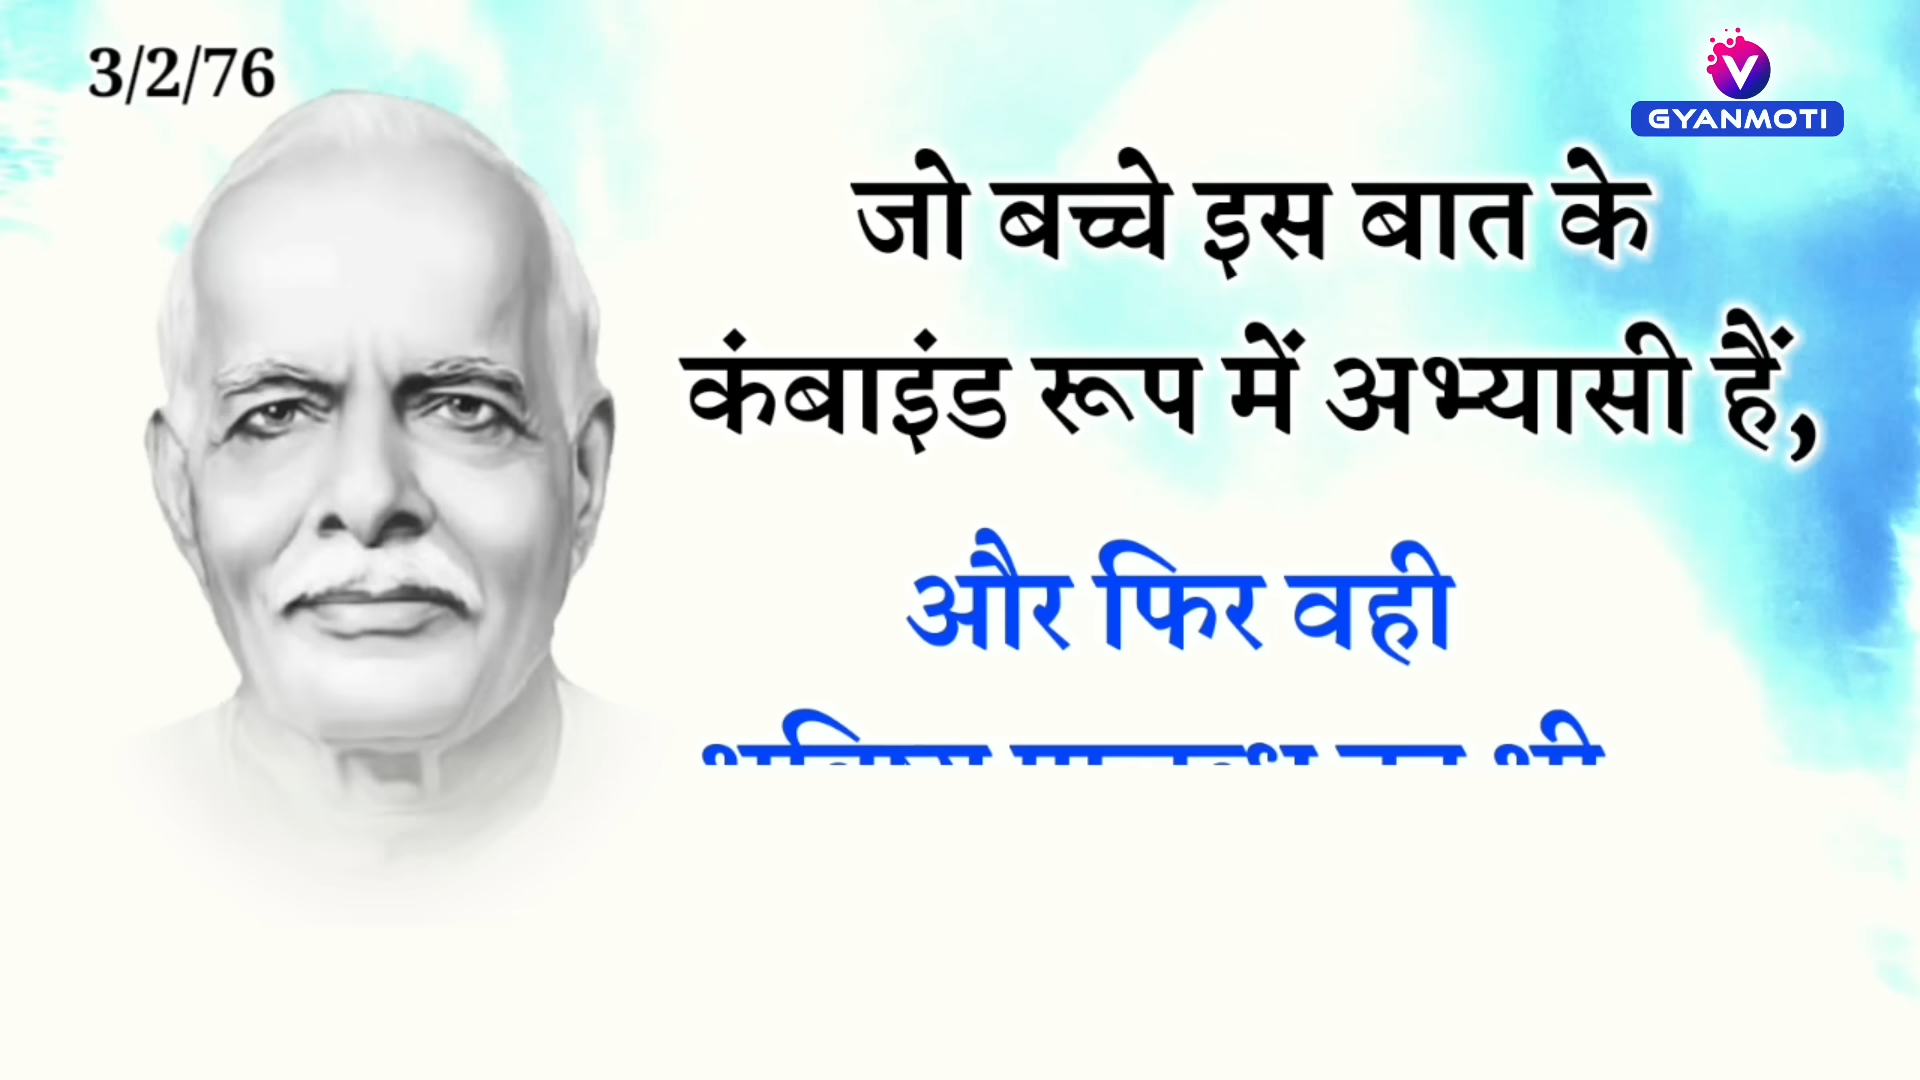 3/2/76
V
GYANMOTI
जो बच्चे इस बात के
कंबाइंड रूप में अभ्यासी हैं,
और फिर वही